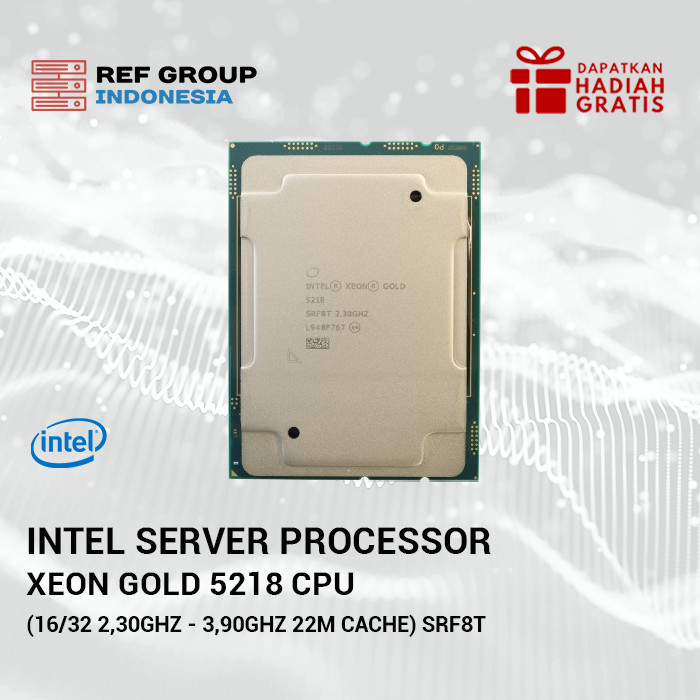 REF GROUP
INDONESIA
DAPATKAN
HADIAH
GRATIS
INTEL® XEON® GOLD
5218
SRF8T 2.30GHZ
L948F767
intel
INTEL SERVER PROCESSOR
XEON GOLD 5218 CPU
(16/32 2,30GHZ - 3,90GHZ 22M CACHE) SRF8T